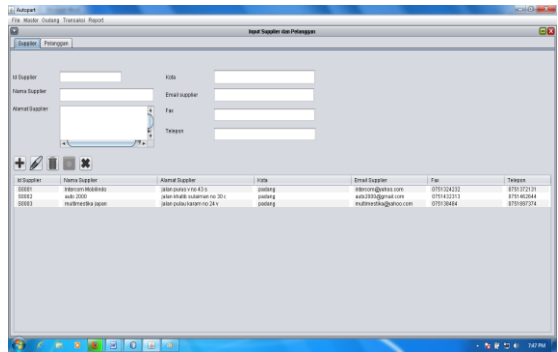 Autopart
File Master Gudang Transaksi Report
Input Supplier dan Pelanggan
Supplier Pelanggan
Id Supplier Kota
Nama Supplier Email supplier
Alamat Supplier Fax
Telepon
Id Supplier Nama Supplier Alamat Supplier Kota Email Supplier Fax Telepon
S0001 Intercom Mobilindo jalan purus v no 43 c padang intercom@yahoo.com 0751324232 0751372131
S0002 auto 2000 jalan khatib sulaiman no 30 c padang auto2000@gmail.com 0751432313 0751462844
S0003 multimestika japan jalan pulau karam no 24 v padang multimestika@yahoo.com 075138484 0751897374
7:47 PM